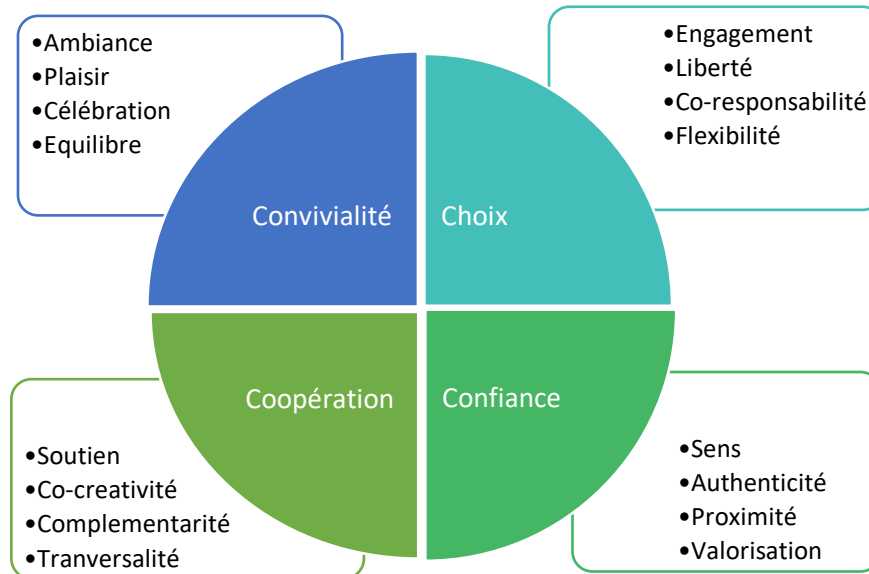 •Ambiance
•Plaisir
•Célébration
•Equilibre
•Engagement
•Liberté
•Co-responsabilité
•Flexibilité
Convivialité
Choix
Coopération
Confiance
•Soutien
•Co-creativité
•Complementarité
•Tranversalité
•Sens
•Authenticité
•Proximité
•Valorisation